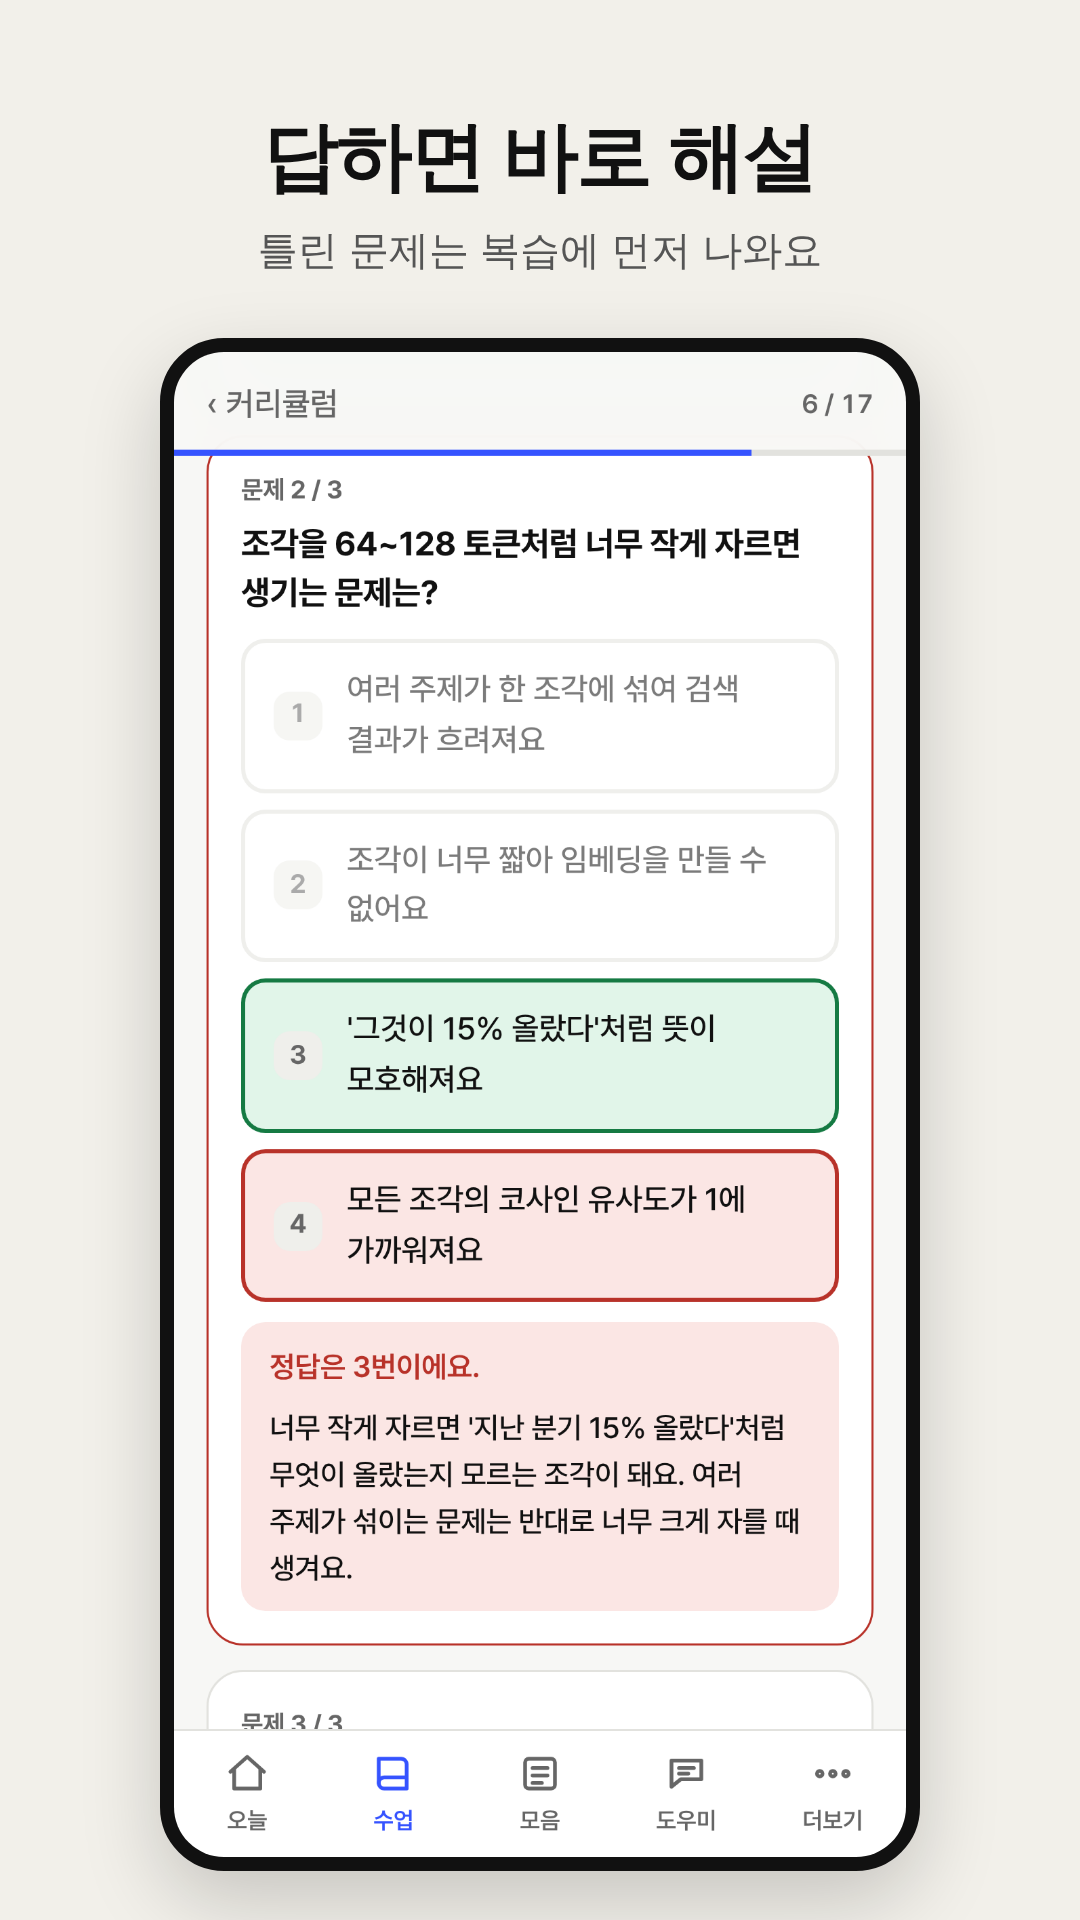 답하면 바로 해설
틀린 문제는 복습에 먼저 나와요
‹ 커리큘럼
6 / 17
문제 2 / 3
조각을 64~128 토큰처럼 너무 작게 자르면
생기는 문제는?
1
여러 주제가 한 조각에 섞여 검색
결과가 흐려져요
2
조각이 너무 짧아 임베딩을 만들 수
없어요
3
'그것이 15% 올랐다'처럼 뜻이
모호해져요
4
모든 조각의 코사인 유사도가 1에
가까워져요
정답은 3번이에요.
너무 작게 자르면 '지난 분기 15% 올랐다'처럼
무엇이 올랐는지 모르는 조각이 돼요. 여러
주제가 섞이는 문제는 반대로 너무 크게 자를 때
생겨요.
문제 3 / 3
오늘
수업
모음
도우미
더보기